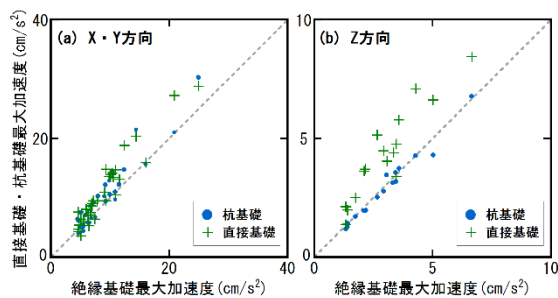 直接基礎・杭基礎最大加速度(cm/s²)
(a) X・Y方向
40
20
0
0
20
40
杭基礎
直接基礎
絶縁基礎最大加速度(cm/s²)
(b) Z方向
10
5
0
0
5
10
杭基礎
直接基礎
絶縁基礎最大加速度(cm/s²)